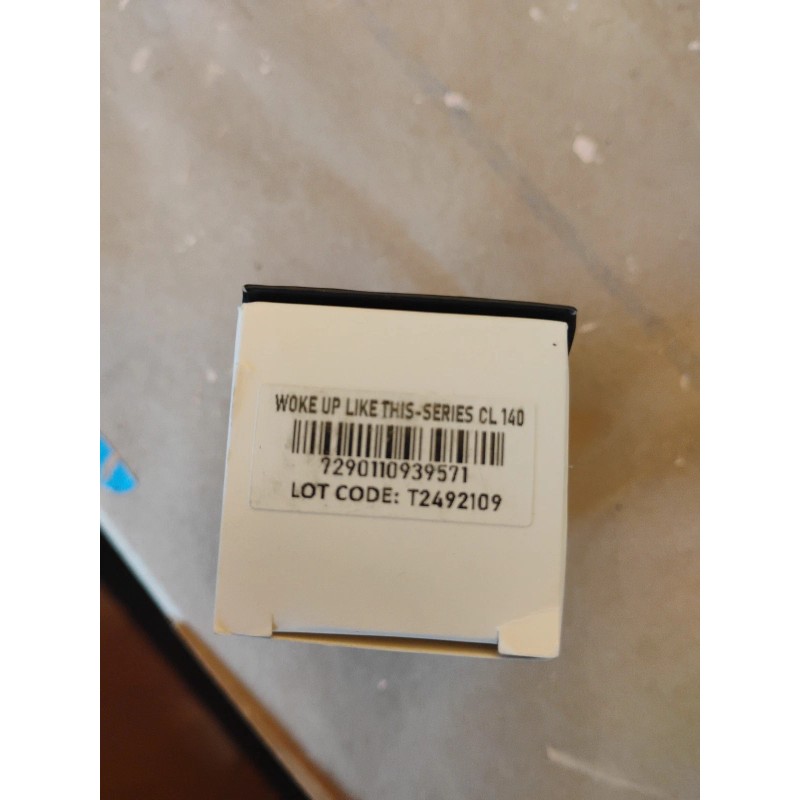 WOKE UP LIKE THIS-SERIES CL 140
7290110939571
LOT CODE: T2492109